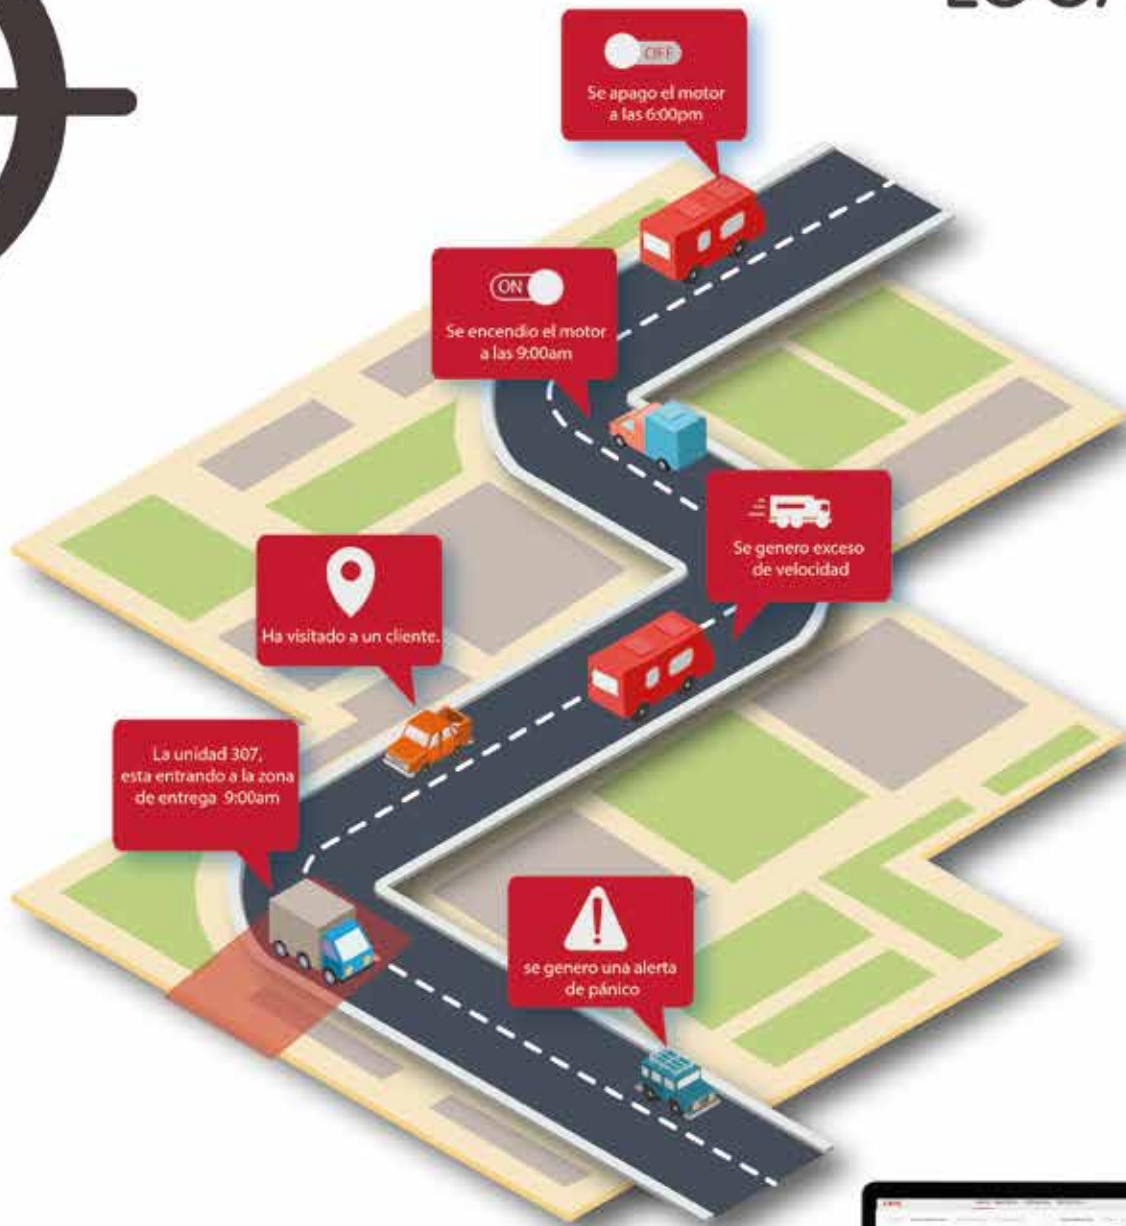 OFF
Se apago el motor
a las 6:00pm
ON
Se encendio el motor
a las 9:00am
Se genero exceso
de velocidad
Ha visitado a un cliente.
La unidad 307,
esta entrando a la zona
de entrega 9:00am
se genero una alerta
de pánico